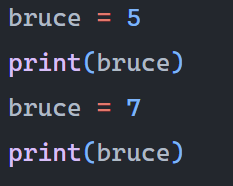 bruce = 5
print(bruce)
bruce = 7
print(bruce)